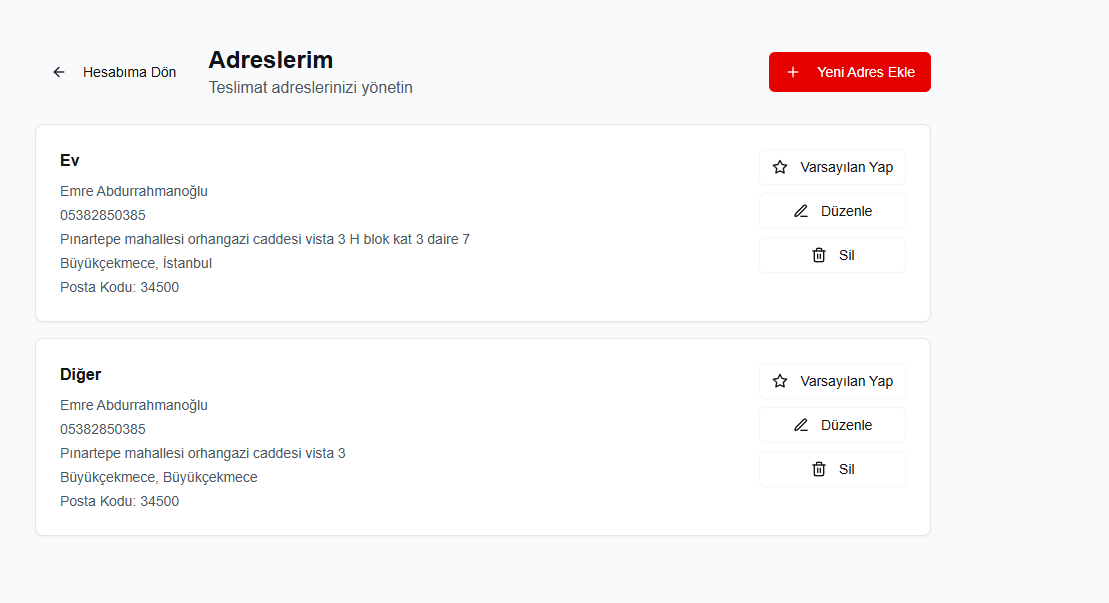 Hesabıma Dön
Adreslerim
Teslimat adreslerinizi yönetin
Yeni Adres Ekle
Ev
Emre Abdurrahmanoğlu
05382850385
Pınartepe mahallesi orhangazi caddesi vista 3 H blok kat 3 daire 7
Büyükçekmece, İstanbul
Posta Kodu: 34500
Varsayılan Yap
Düzenle
Sil
Diğer
Emre Abdurrahmanoğlu
05382850385
Pınartepe mahallesi orhangazi caddesi vista 3
Büyükçekmece, Büyükçekmece
Posta Kodu: 34500
Varsayılan Yap
Düzenle
Sil